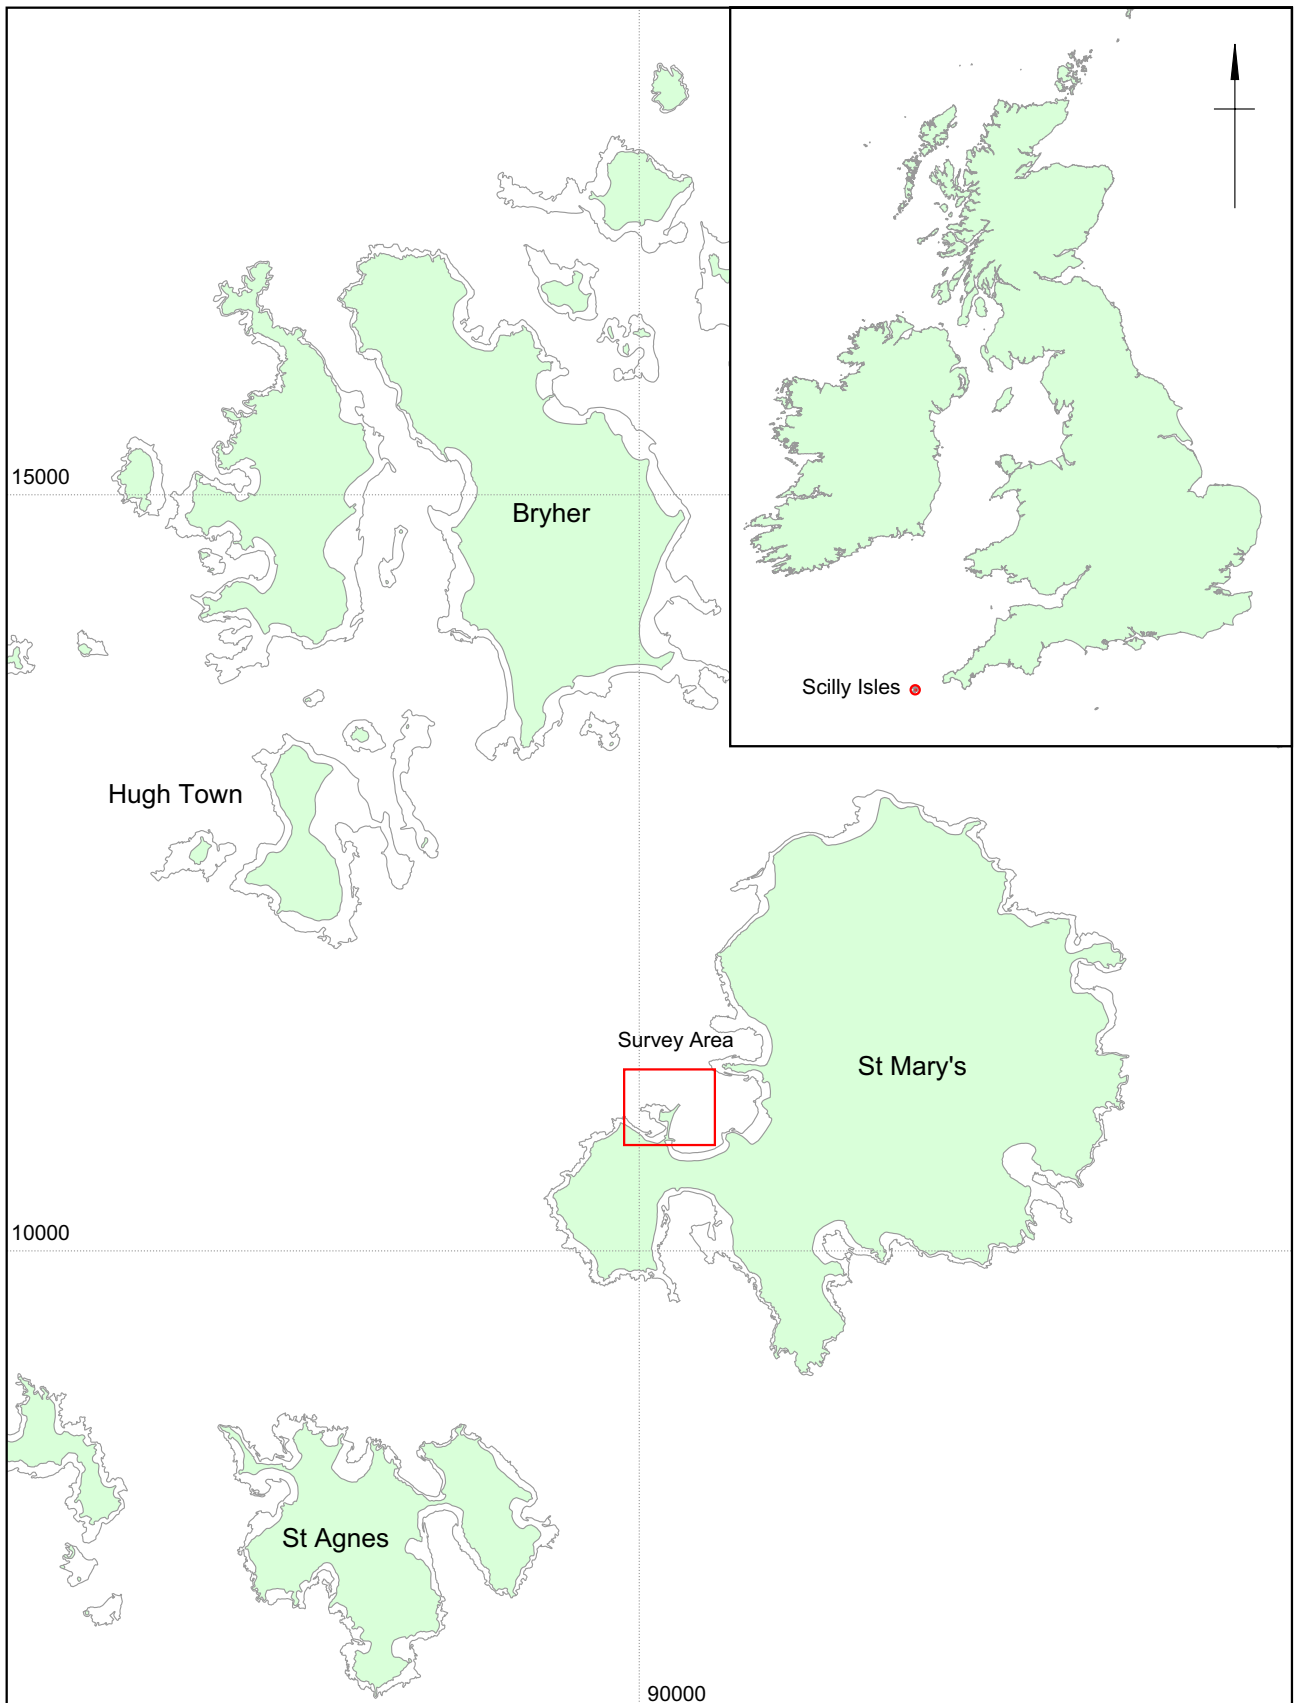 15000
Bryher
Scilly Isles
Hugh Town
Survey Area
St Mary's
10000
St Agnes
90000